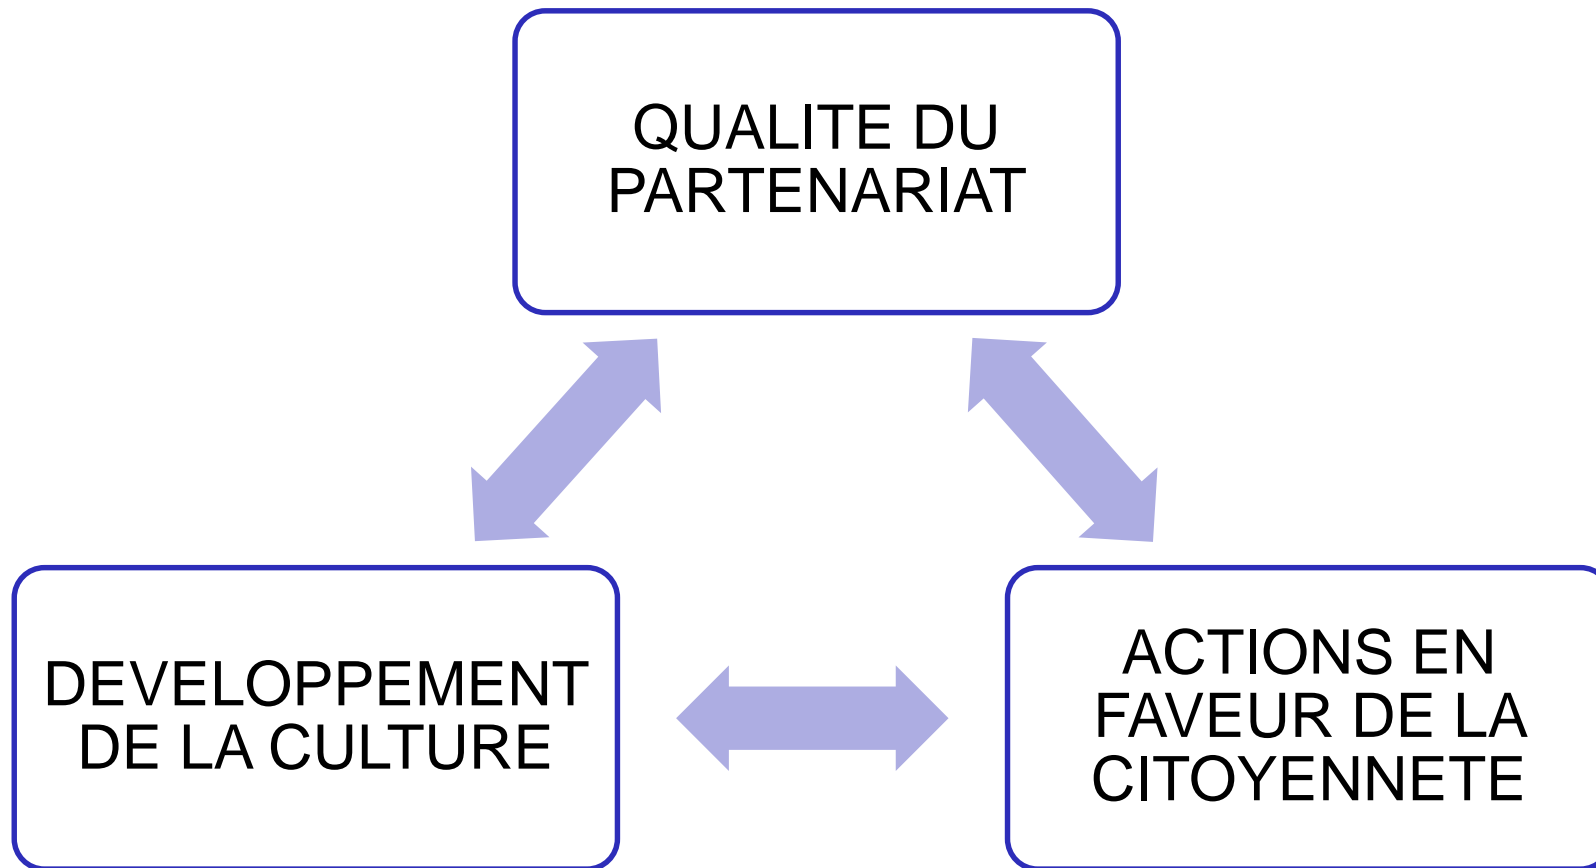 QUALITE DU
PARTENARIAT
DEVELOPPEMENT
DE LA CULTURE
ACTIONS EN
FAVEUR DE LA
CITOYENNETE